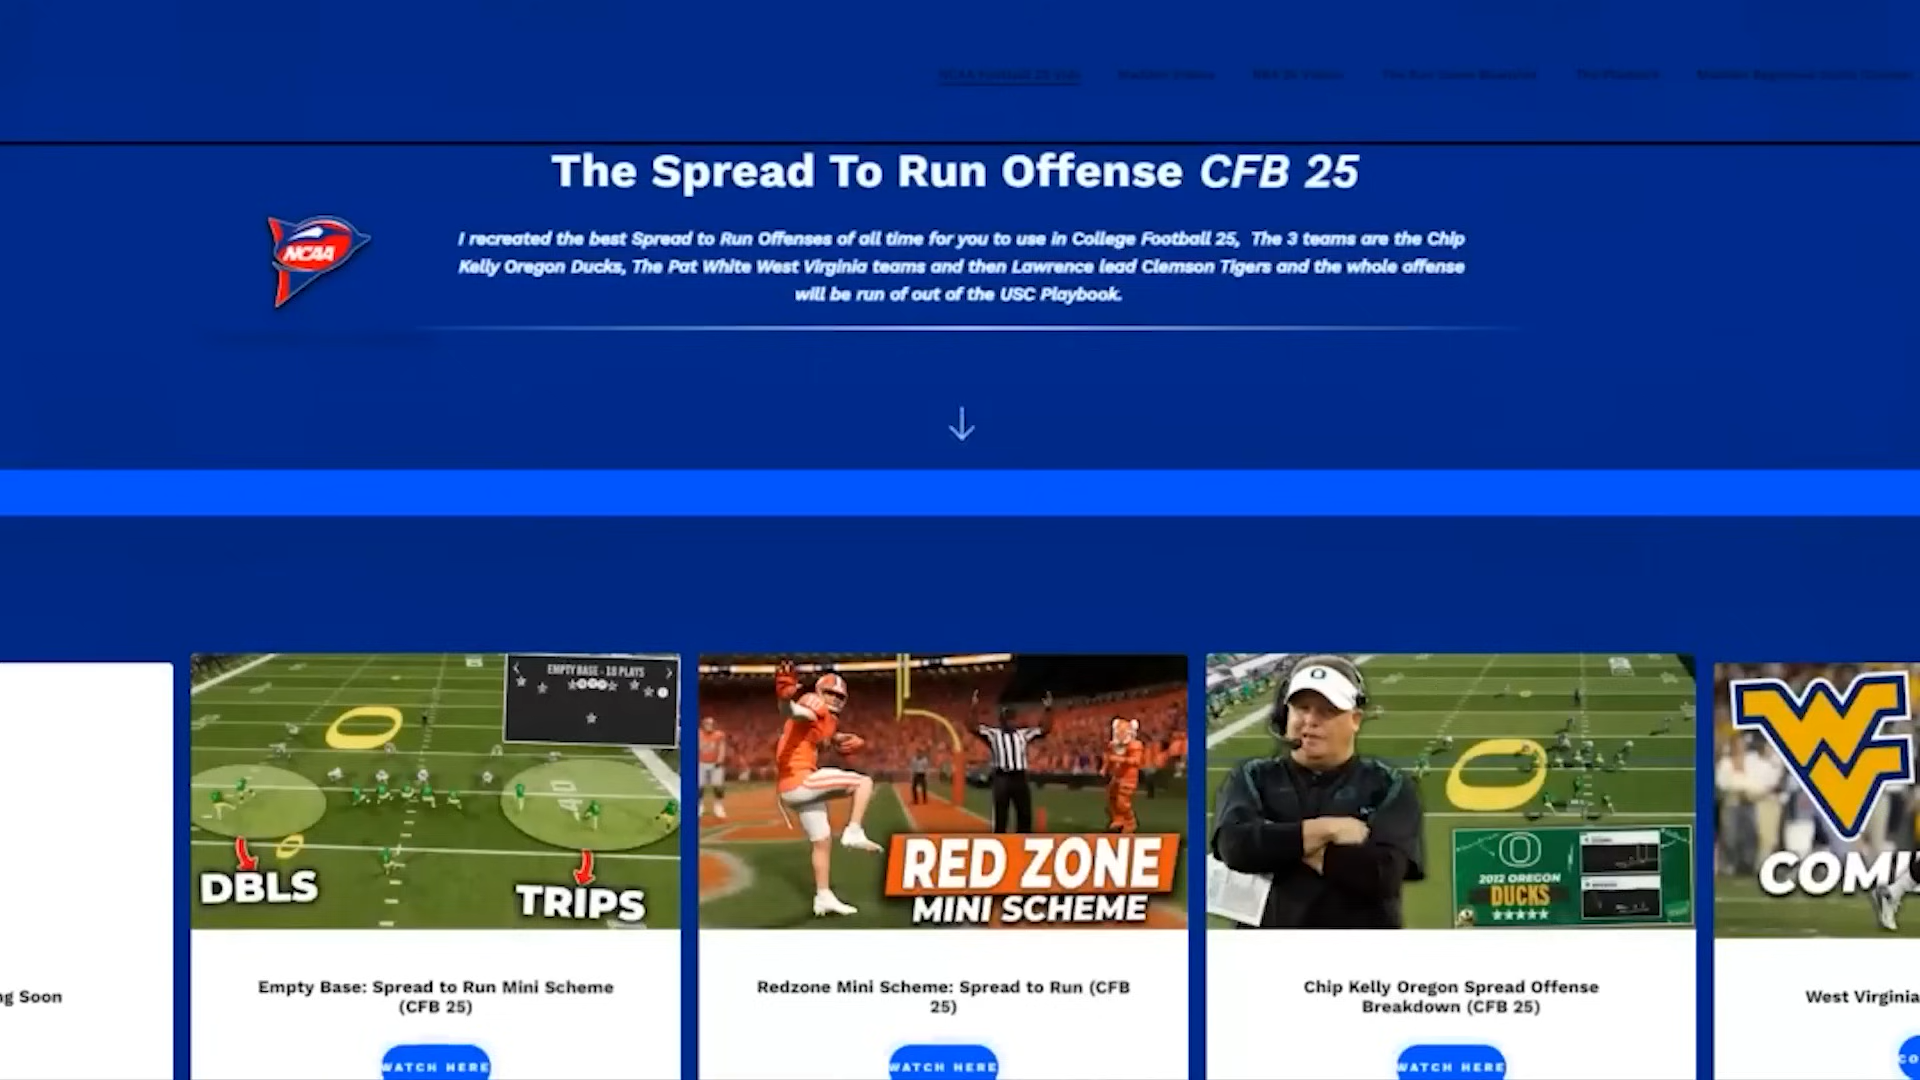 The Spread To Run Offense CFB 25
NCAA
I recreated the best Spread to Run Offenses of all time for you to use in College Football 25, The 3 teams are the Chip
Kelly Oregon Ducks, The Pat White West Virginia teams and then Lawrence lead Clemson Tigers and the whole offense
will be run of out of the USC Playbook.
EMPTY BASE - 18 PLAYS
DBLS
TRIPS
RED ZONE
MINI SCHEME
2012 OREGON
DUCKS
WV
COMI
ng Soon
Empty Base: Spread to Run Mini Scheme
(CFB 25)
Redzone Mini Scheme: Spread to Run (CFB
25)
Chip Kelly Oregon Spread Offense
Breakdown (CFB 25)
West Virginia
WATCH HERE
WATCH HERE
WATCH HERE
CO